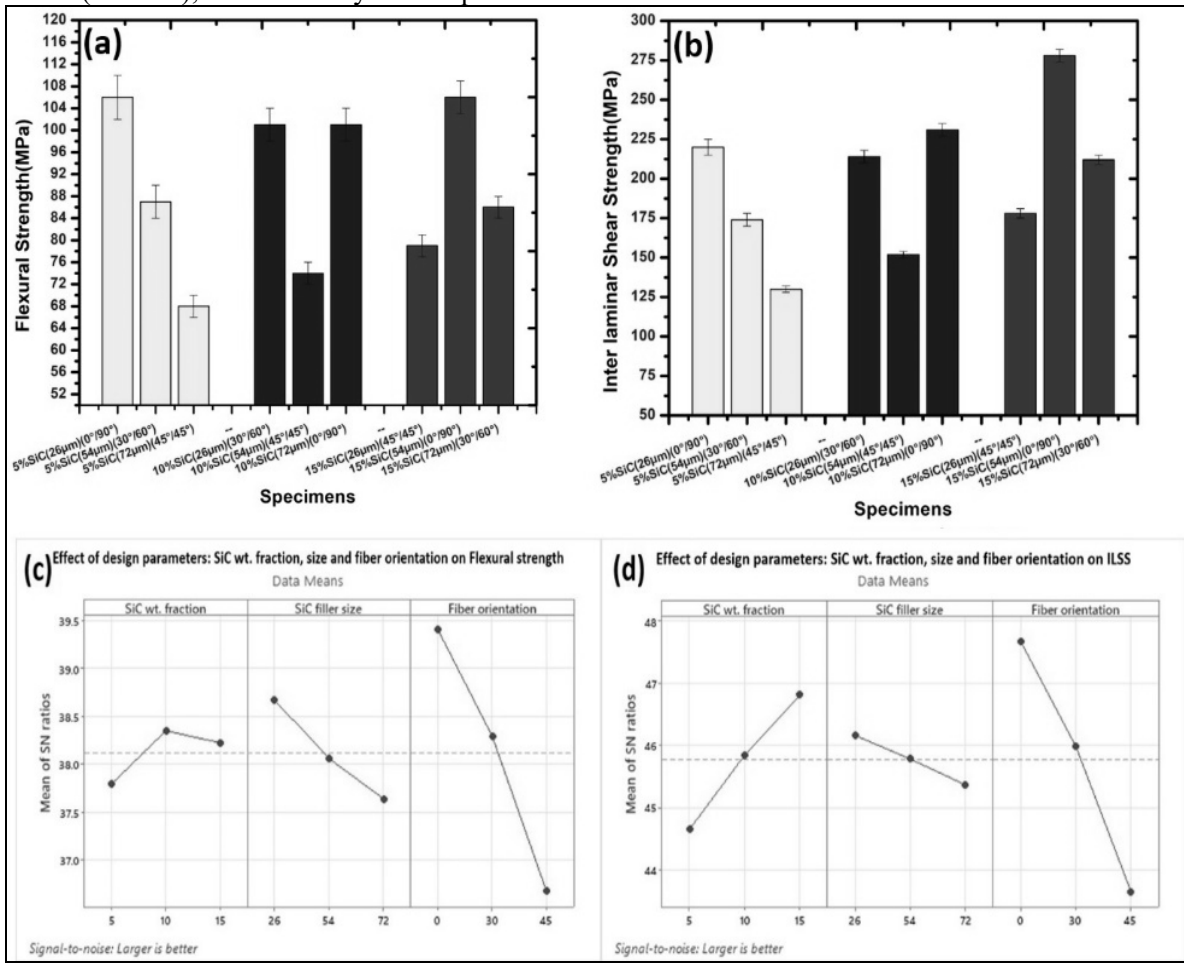 (a)
Flexural Strength(MPa)
120
116
112
108
104
100
96
92
88
84
80
76
72
68
64
60
56
52
5%SiC(26μm)(0°/90°)
5%SiC(54μm)(30°/60°)
5%SiC(72μm)(45°/45°)
--
10%SiC(26μm)(30°/60°)
10%SiC(54μm)(45°/45°)
10%SiC(72μm)(0°/90°)
--
15%SiC(26μm)(45°/45°)
15%SiC(54μm)(0°/90°)
15%SiC(72μm)(30°/60°)
Specimens
(b)
Inter laminar Shear Strength(MPa)
300
275
250
225
200
175
150
125
100
75
50
5%SiC(26μm)(0°/90°)
5%SiC(54μm)(30°/60°)
5%SiC(72μm)(45°/45°)
--
10%SiC(26μm)(30°/60°)
10%SiC(54μm)(45°/45°)
10%SiC(72μm)(0°/90°)
--
15%SiC(26μm)(45°/45°)
15%SiC(54μm)(0°/90°)
15%SiC(72μm)(30°/60°)
Specimens
(c)
Effect of design parameters: SiC wt. fraction, size and fiber orientation on Flexural strength
Data Means
SiC wt. fraction
SiC filler size
Fiber orientation
Mean of SN ratios
39.5
39.0
38.5
38.0
37.5
37.0
5 10 15 26 54 72 0 30 45
Signal-to-noise: Larger is better
(d)
Effect of design parameters: SiC wt. fraction, size and fiber orientation on ILSS
Data Means
SiC wt. fraction
SiC filler size
Fiber orientation
Mean of SN ratios
48
47
46
45
44
5 10 15 26 54 72 0 30 45
Signal-to-noise: Larger is better